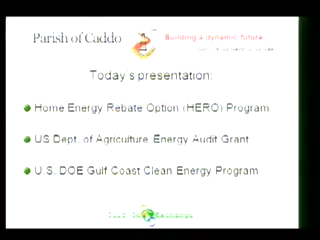 Parish of Caddo
Building a dynamic future.
Today's presentation:
Home Energy Rebate Option (HERO) Program
US Dept. of Agriculture Energy Audit Grant
U.S. DOE Gulf Coast Clean Energy Program